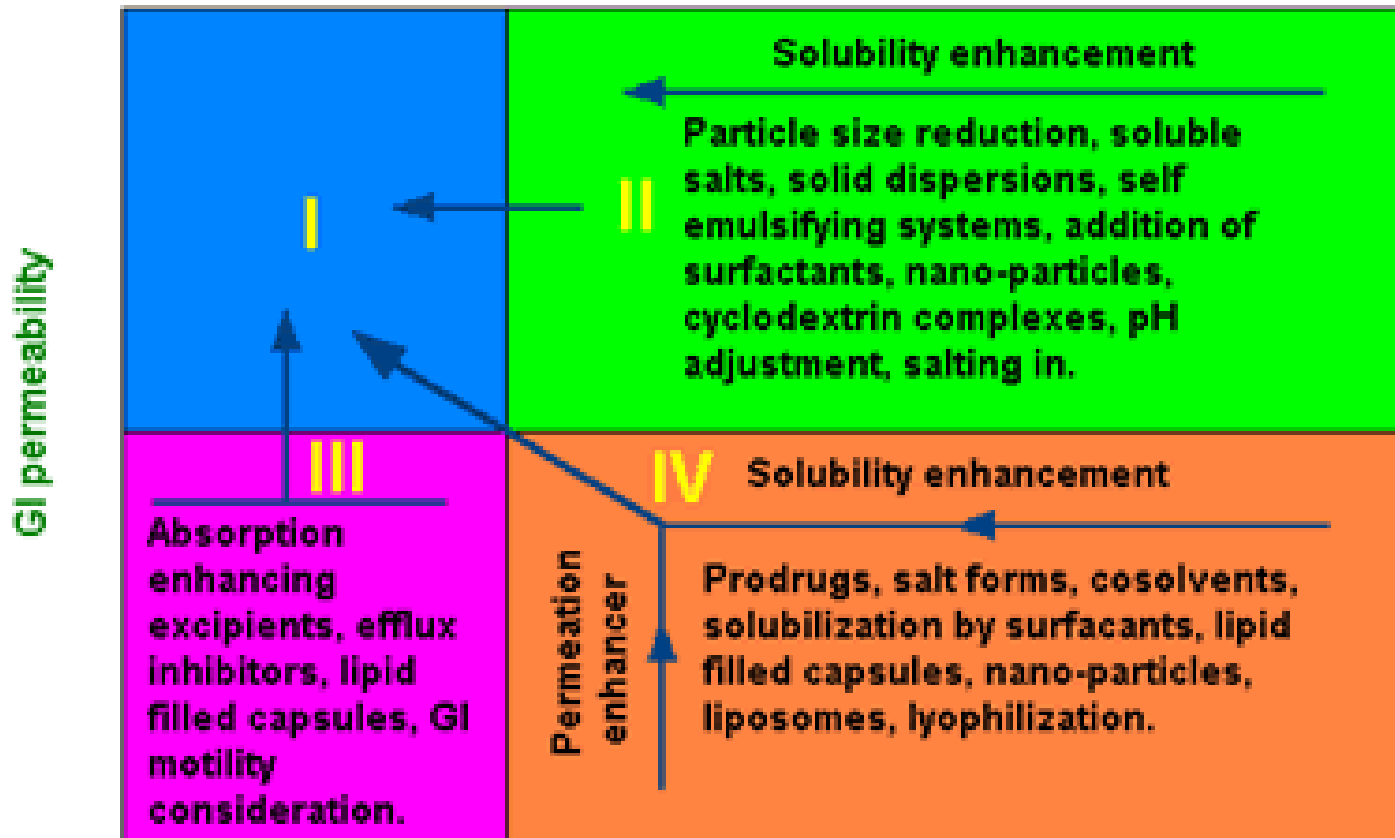 GI permeability
I
Solubility enhancement
II
Particle size reduction, soluble
salts, solid dispersions, self
emulsifying systems, addition of
surfactants, nano-particles,
cyclodextrin complexes, pH
adjustment, salting in.
III
Absorption
enhancing
excipients, efflux
inhibitors, lipid
filled capsules, GI
motility
consideration.
IV
Solubility enhancement
Permeation
enhancer
Prodrugs, salt forms, cosolvents,
solubilization by surfacants, lipid
filled capsules, nano-particles,
liposomes, lyophilization.